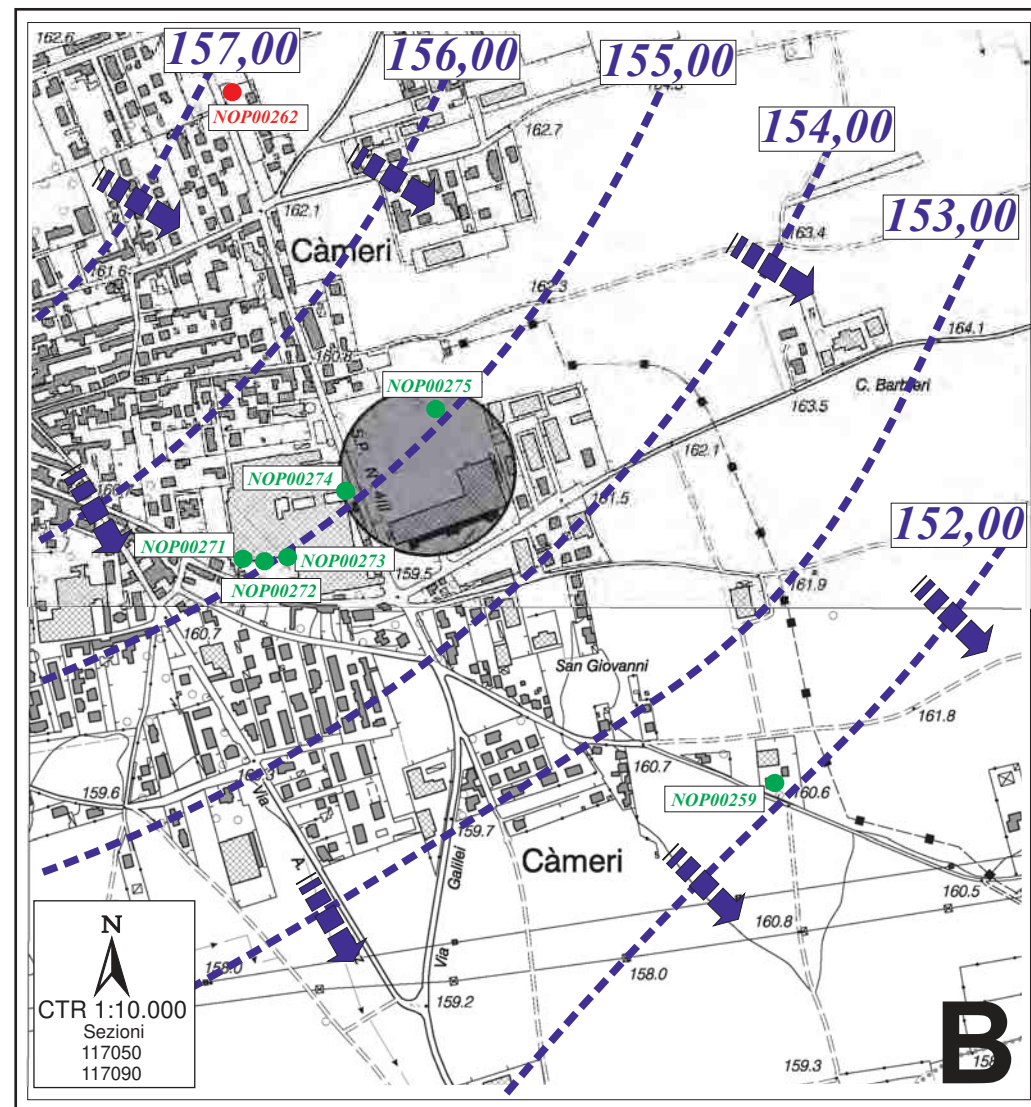 162.6
157,00
156,00
155,00
154,00
153,00
152,00
NOP00262
162.7
162.1
Càmeri
163.4
161.6
162.3
164.1
160.8
C. Barbieri
163.5
NOP00275
162.1
S.P. N. 4
NOP00274
161.5
NOP00271
NOP00273
NOP00272
159.5
161.9
160.7
San Giovanni
161.8
160.7
NOP00259
160.6
159.6
Via
A.
159.7
Galilei
Via
Càmeri
160.5
160.8
158.0
158.0
159.2
159.3
N
CTR 1:10.000
Sezioni
117050
117090
B